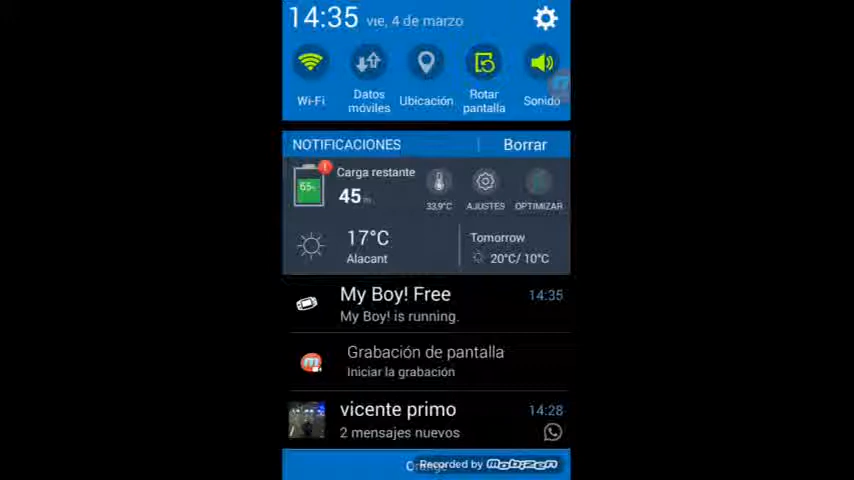 14:35 vie, 4 de marzo
Wi-Fi
Datos móviles
Ubicación
Rotar pantalla
Sonido
NOTIFICACIONES
Borrar
65%
Carga restante
45 m
33,9°C
AJUSTES
OPTIMIZAR
17°C
Alacant
Tomorrow
20°C/ 10°C
My Boy! Free 14:35
My Boy! is running.
Grabación de pantalla
Iniciar la grabación
vicente primo 14:28
2 mensajes nuevos
Recorded by mobizen